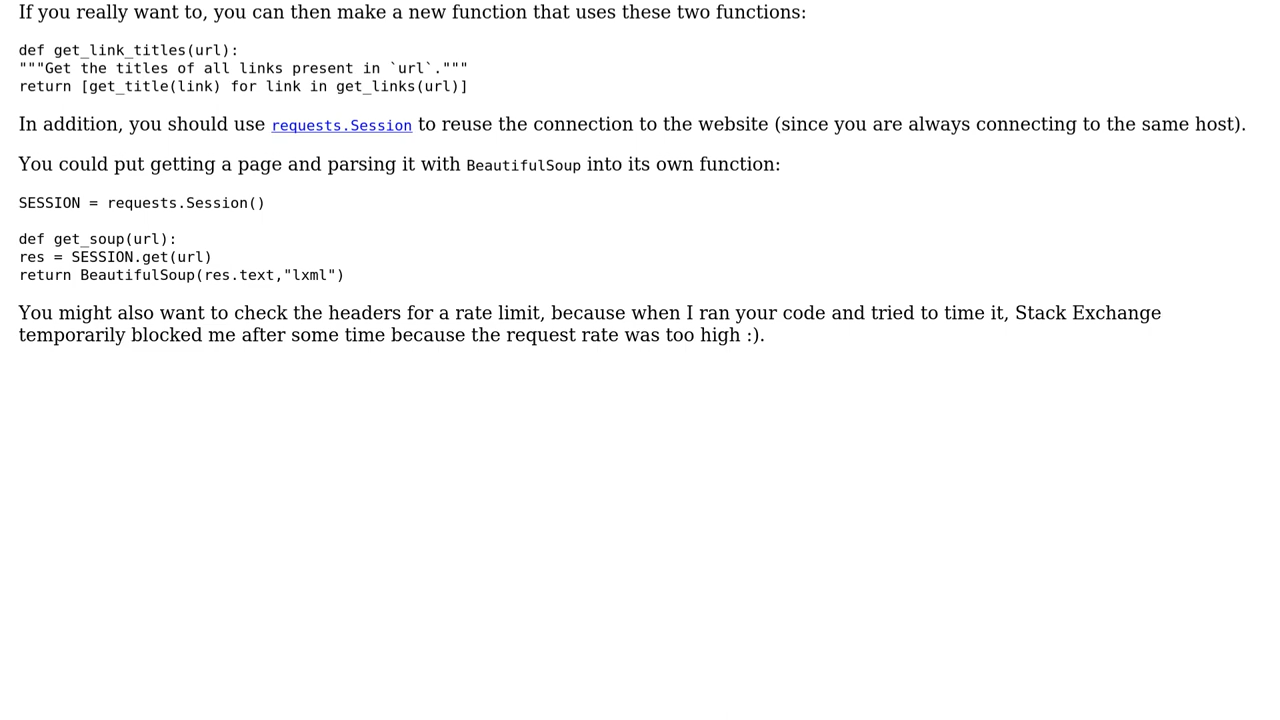 If you really want to, you can then make a new function that uses these two functions:
def get_link_titles(url):
"""Get the titles of all links present in `url`."""
return [get_title(link) for link in get_links(url)]
In addition, you should use requests.Session to reuse the connection to the website (since you are always connecting to the same host).
You could put getting a page and parsing it with BeautifulSoup into its own function:
SESSION = requests.Session()
def get_soup(url):
res = SESSION.get(url)
return BeautifulSoup(res.text,"lxml")
You might also want to check the headers for a rate limit, because when I ran your code and tried to time it, Stack Exchange
temporarily blocked me after some time because the request rate was too high :).